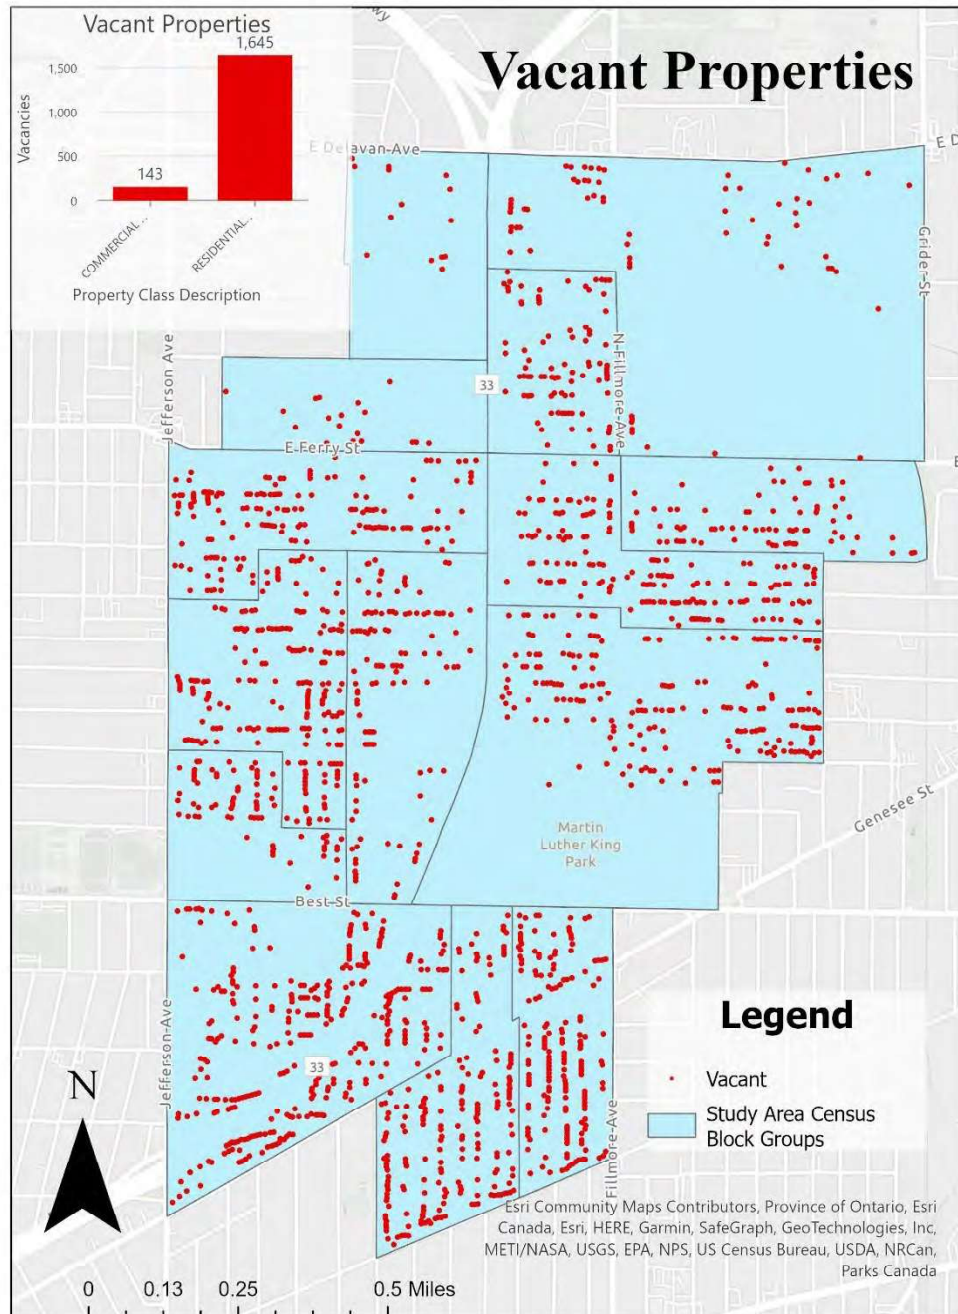 Vacant Properties
1,645
1,500
1,000
500
0
143
Vacancies
COMMERCIAL...
RESIDENTIAL...
Property Class Description
wy
Vacant Properties
E Delavan Ave
E D
Grider St
Jefferson Ave
N Fillmore Ave
33
E Ferry St
E
Genesee St
Martin
Luther King
Park
Best St
Jefferson Ave
33
Fillmore Ave
N
Legend
Vacant
Study Area Census
Block Groups
Esri Community Maps Contributors, Province of Ontario, Esri
Canada, Esri, HERE, Garmin, SafeGraph, GeoTechnologies, Inc,
METI/NASA, USGS, EPA, NPS, US Census Bureau, USDA, NRCan,
Parks Canada
0 0.13 0.25 0.5 Miles